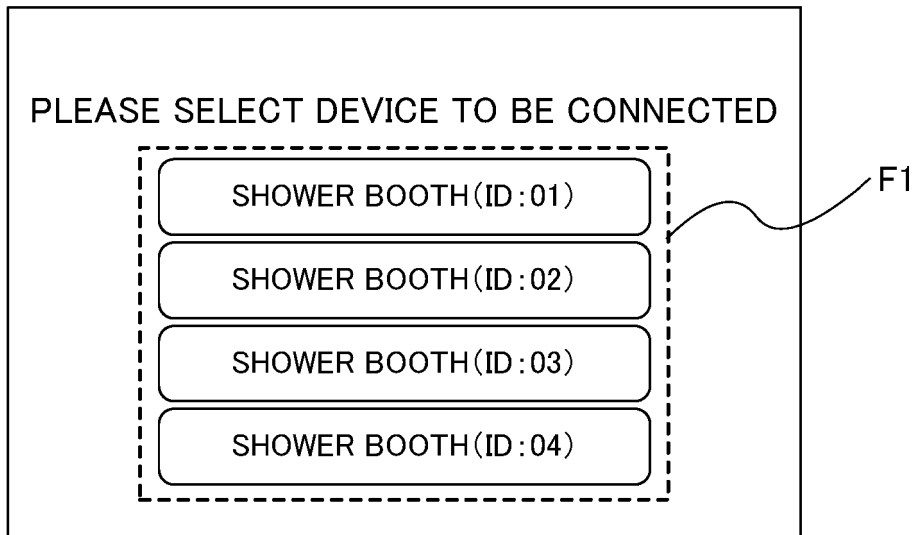 PLEASE SELECT DEVICE TO BE CONNECTED
SHOWER BOOTH(ID:01)
F1
SHOWER BOOTH(ID:02)
SHOWER BOOTH(ID:03)
SHOWER BOOTH(ID:04)